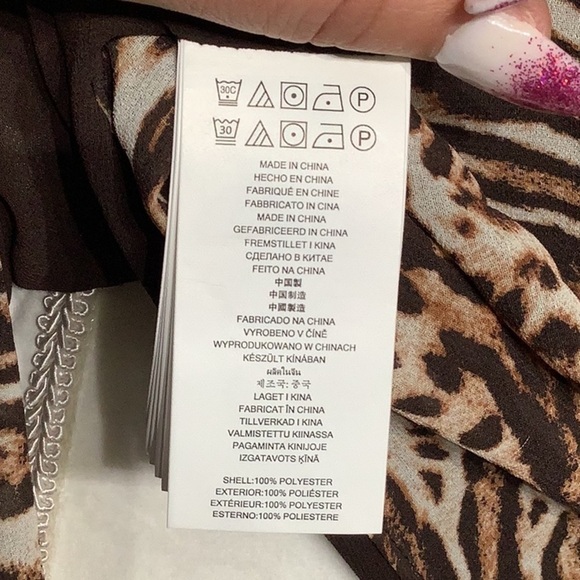 30C P
30 P
MADE IN CHINA
HECHO EN CHINA
FABRIQUÉ EN CHINE
FABBRICATO IN CINA
MADE IN CHINA
GEFABRICEERD IN CHINA
FREMSTILLET I KINA
СДЕЛАНО В КИТАЕ
FEITO NA CHINA
中国製
中国制造
中國製造
FABRICADO NA CHINA
VYROBENO V ČÍNĚ
WYPRODUKOWANO W CHINACH
KÉSZÜLT KÍNÁBAN
ผลิตในจีน
제조국: 중국
LAGET I KINA
FABRICAT ÎN CHINA
TILLVERKAD I KINA
VALMISTETTU KIINASSA
PAGAMINTA KINIJOJE
IZGATAVOTS ĶĪNĀ
SHELL:100% POLYESTER
EXTERIOR:100% POLIÉSTER
EXTÉRIEUR:100% POLYESTER
ESTERNO:100% POLIESTERE